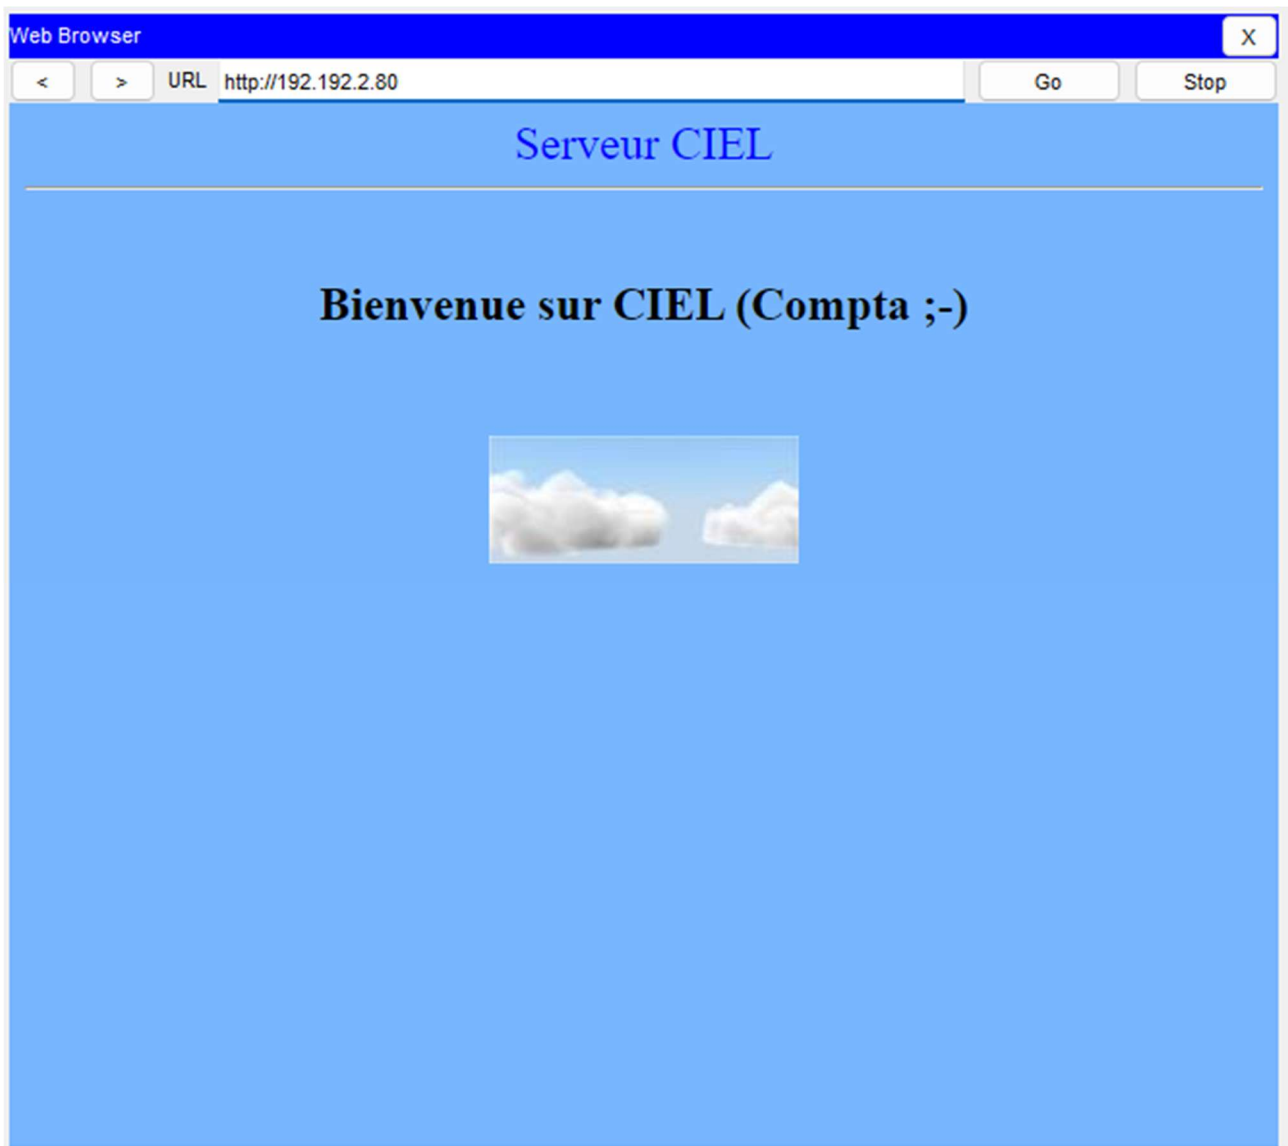 Web Browser X
< > URL http://192.192.2.80 Go Stop
Serveur CIEL
Bienvenue sur CIEL (Compta ;-)